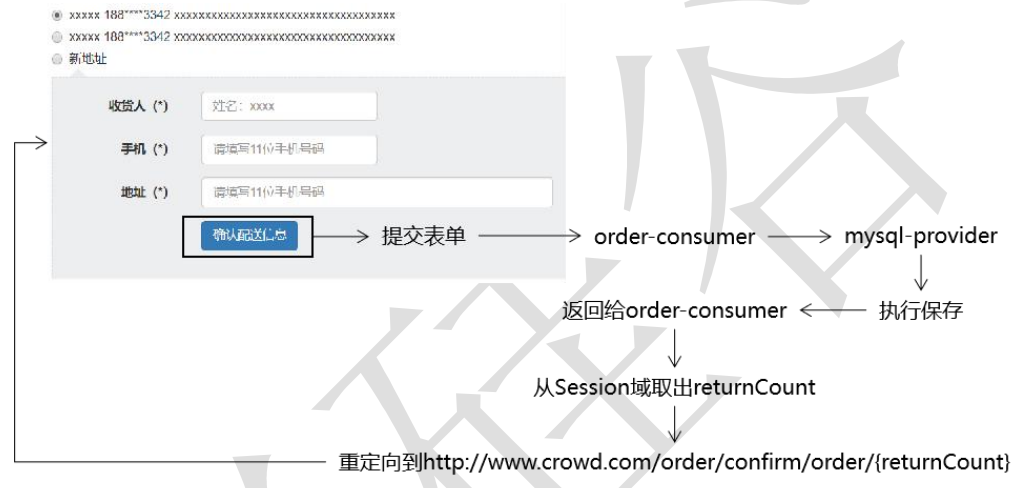 xxxxx 188****3342 xxxxxxxxxxxxxxxxxxxxxxxxxxxxxxxxxxx
xxxxx 188****3342 xxxxxxxxxxxxxxxxxxxxxxxxxxxxxxxxxxx
新地址
收货人 (*) 姓名：xxxx
手机 (*) 请填写11位手机号码
地址 (*) 请填写11位手机号码
确认配送信息 提交表单 order-consumer mysql-provider
返回给order-consumer 执行保存
从Session域取出returnCount
重定向到http://www.crowd.com/order/confirm/order/{returnCount}